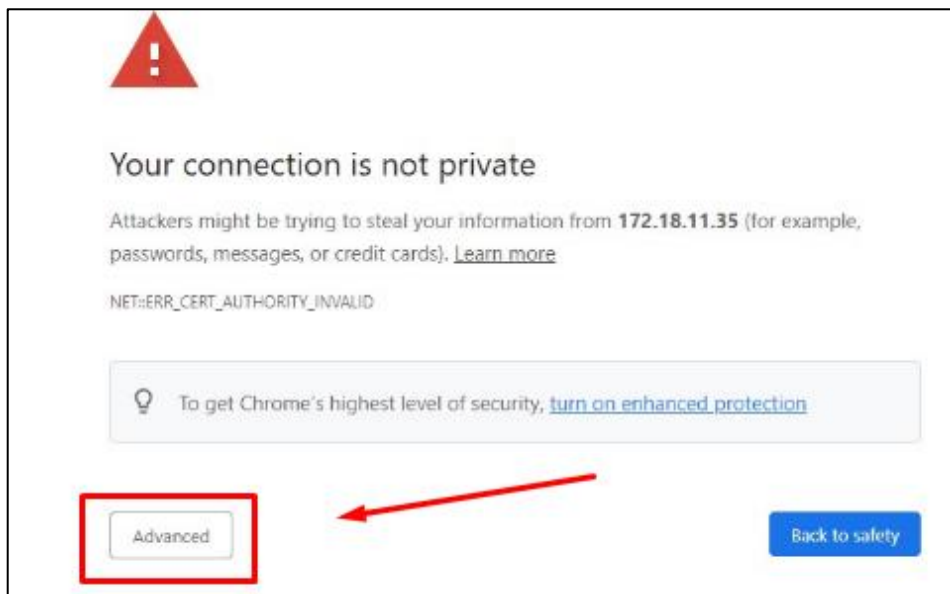 Your connection is not private
Attackers might be trying to steal your information from 172.18.11.35 (for example,
passwords, messages, or credit cards). Learn more
NET::ERR_CERT_AUTHORITY_INVALID
To get Chrome's highest level of security, turn on enhanced protection
Advanced
Back to safety